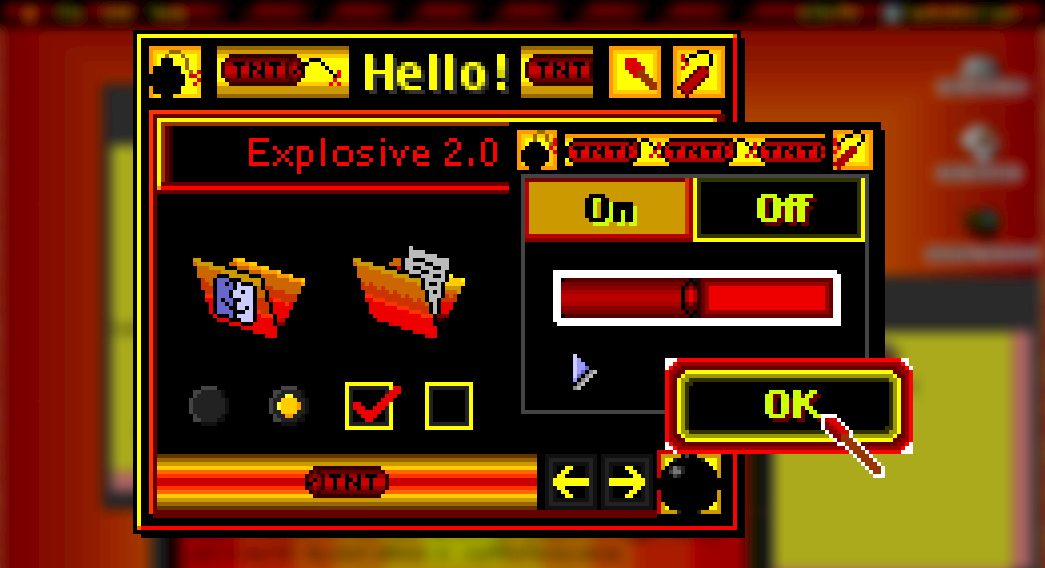 TNT Hello! TNT
Explosive 2.0
TNT TNT TNT
On Off
OK
TNT